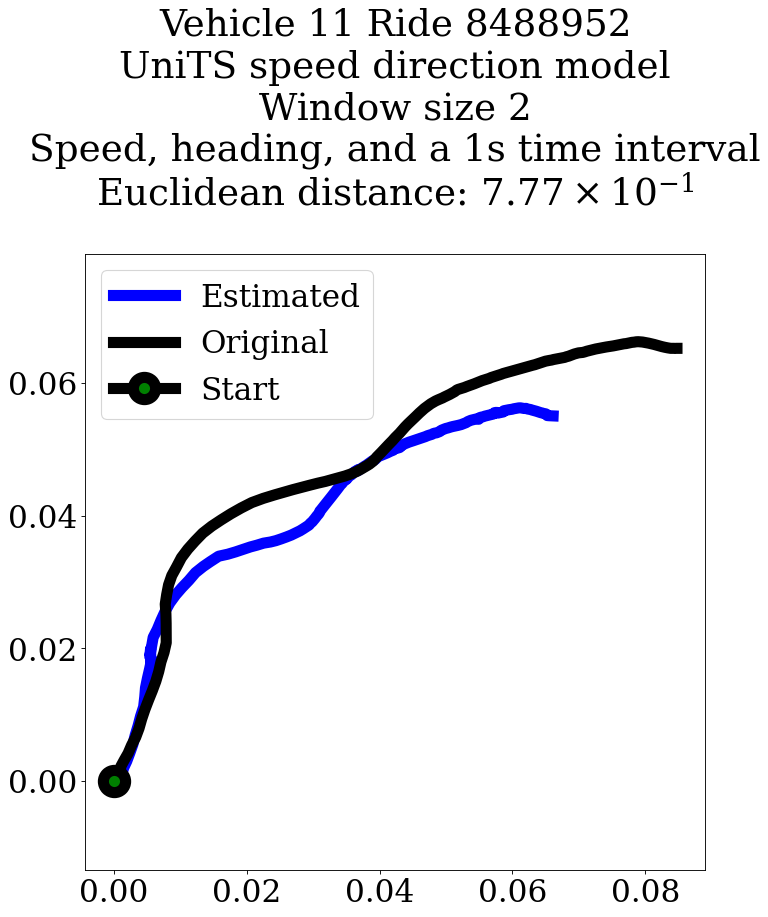 Vehicle 11 Ride 8488952
UniTS speed direction model
Window size 2
Speed, heading, and a 1s time interval
Euclidean distance: 7.77 × 10⁻¹
Estimated
Original
Start
0.06
0.04
0.02
0.00
0.00 0.02 0.04 0.06 0.08